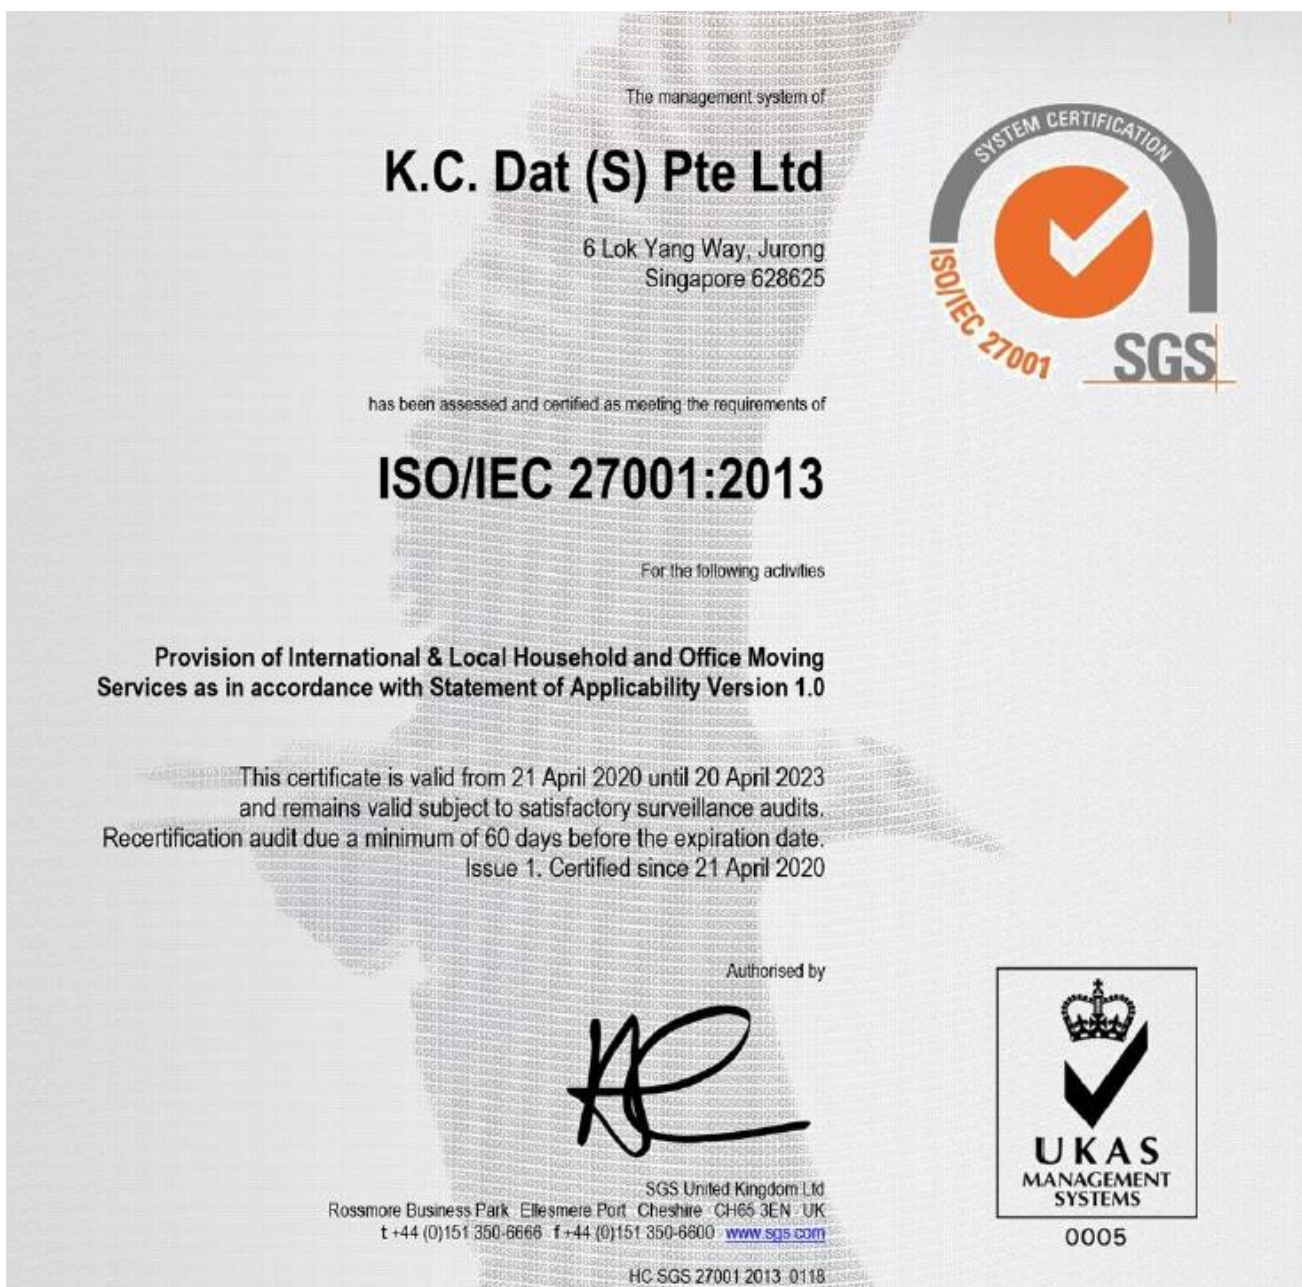 The management system of
K.C. Dat (S) Pte Ltd
6 Lok Yang Way, Jurong
Singapore 628625
SYSTEM CERTIFICATION
ISO/IEC 27001
SGS
has been assessed and certified as meeting the requirements of
ISO/IEC 27001:2013
For the following activities
Provision of International & Local Household and Office Moving
Services as in accordance with Statement of Applicability Version 1.0
This certificate is valid from 21 April 2020 until 20 April 2023
and remains valid subject to satisfactory surveillance audits.
Recertification audit due a minimum of 60 days before the expiration date.
Issue 1. Certified since 21 April 2020
Authorised by
SGS United Kingdom Ltd
Rossmore Business Park Ellesmere Port Cheshire CH65 3EN UK
t +44 (0)151 350-6666 f +44 (0)151 350-6600 www.sgs.com
HC SGS 27001 2013 0118
UKAS
MANAGEMENT
SYSTEMS
0005